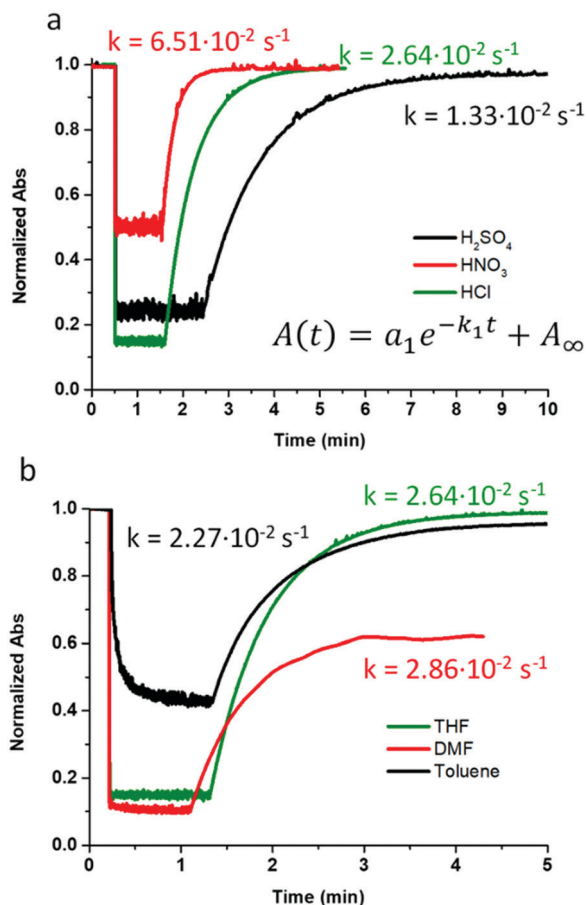 a
k = 6.51·10⁻² s⁻¹
k = 2.64·10⁻² s⁻¹
k = 1.33·10⁻² s⁻¹
Normalized Abs
1.0
0.8
0.6
0.4
0.2
0.0
H₂SO₄
HNO₃
HCl
A(t) = a₁e^{-k₁t} + A_∞
0 1 2 3 4 5 6 7 8 9 10
Time (min)
b
k = 2.64·10⁻² s⁻¹
k = 2.27·10⁻² s⁻¹
k = 2.86·10⁻² s⁻¹
Normalized Abs
1.0
0.8
0.6
0.4
0.2
0.0
THF
DMF
Toluene
0 1 2 3 4 5
Time (min)